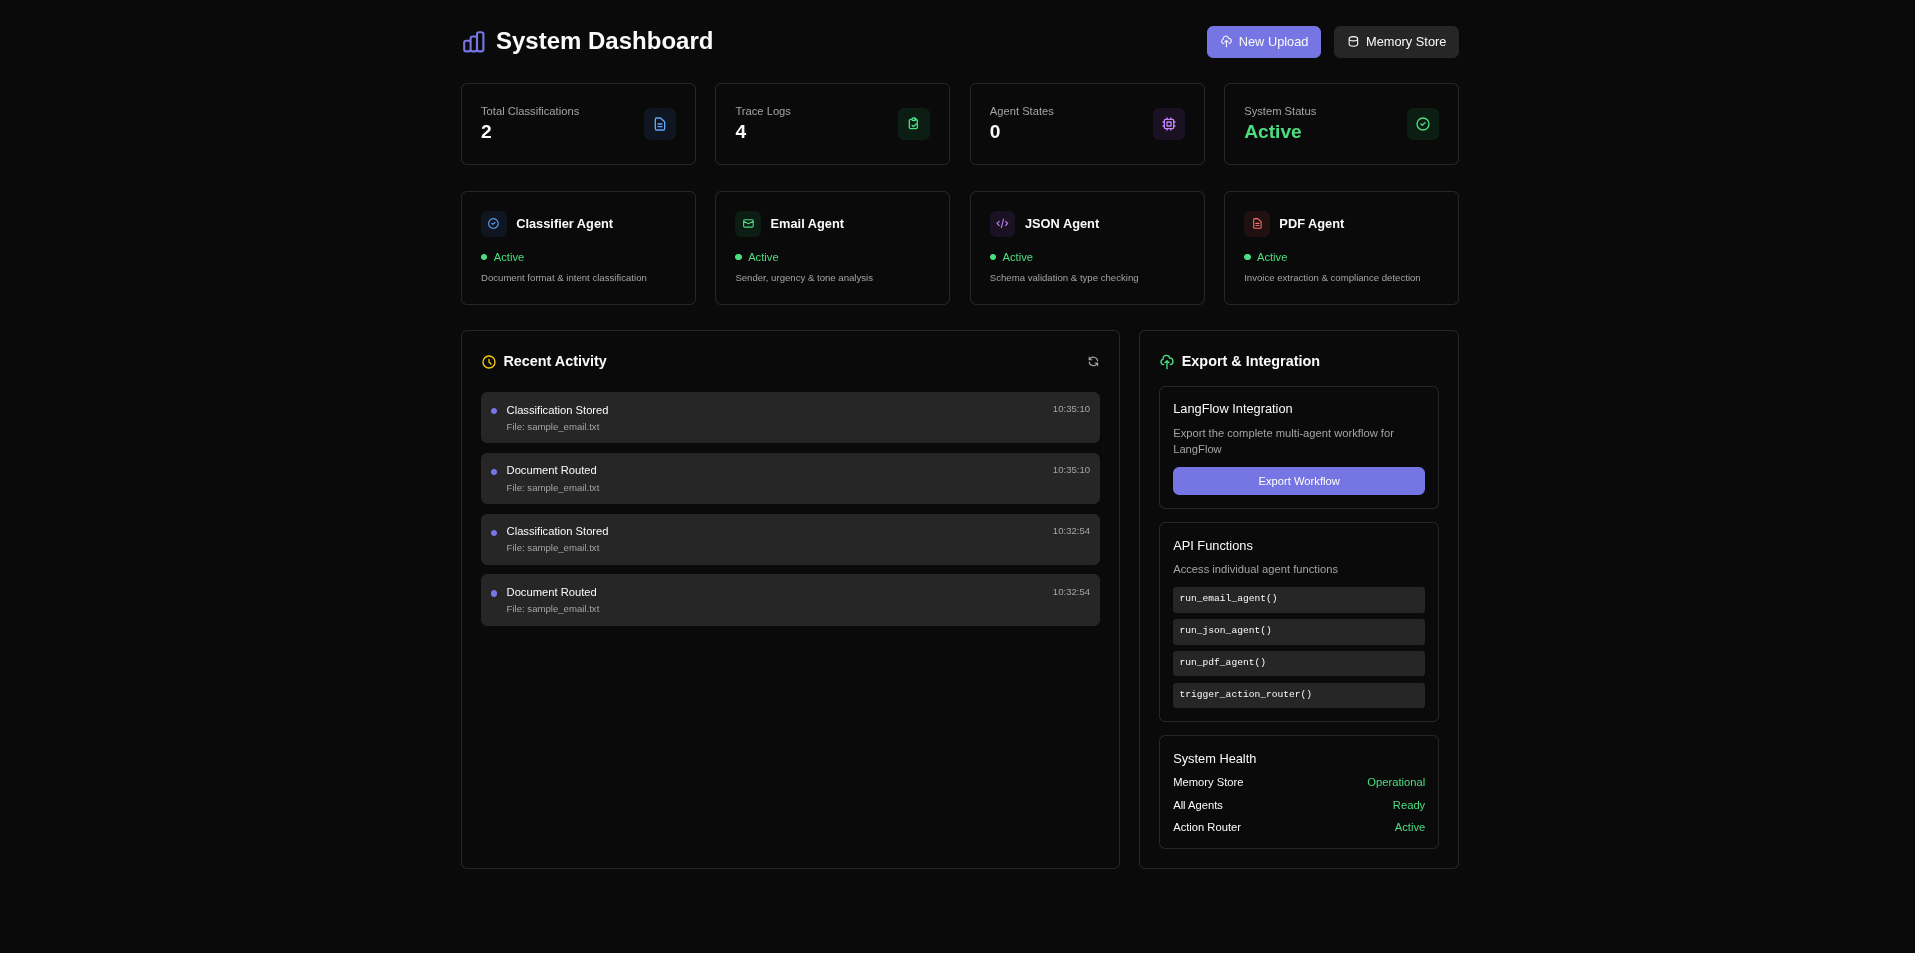 System Dashboard
New Upload
Memory Store
Total Classifications
2
Trace Logs
4
Agent States
0
System Status
Active
Classifier Agent
Active
Document format & intent classification
Email Agent
Active
Sender, urgency & tone analysis
JSON Agent
Active
Schema validation & type checking
PDF Agent
Active
Invoice extraction & compliance detection
Recent Activity
Classification Stored
10:35:10
File: sample_email.txt
Document Routed
10:35:10
File: sample_email.txt
Classification Stored
10:32:54
File: sample_email.txt
Document Routed
10:32:54
File: sample_email.txt
Export & Integration
LangFlow Integration
Export the complete multi-agent workflow for
LangFlow
Export Workflow
API Functions
Access individual agent functions
run_email_agent()
run_json_agent()
run_pdf_agent()
trigger_action_router()
System Health
Memory Store Operational
All Agents Ready
Action Router Active